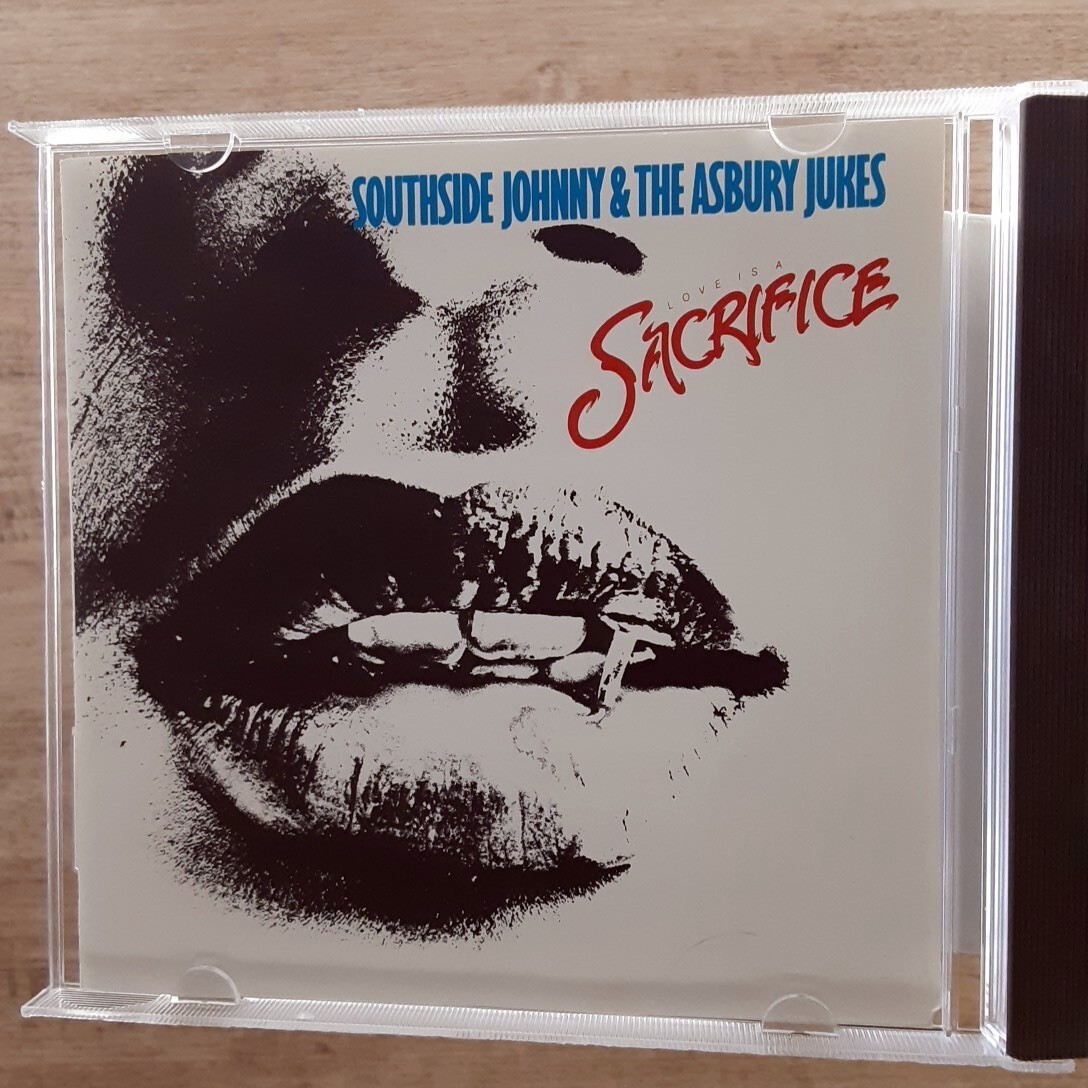 SOUTHSIDE JOHNNY & THE ASBURY JUKES
LOVE IS A
SACRIFICE